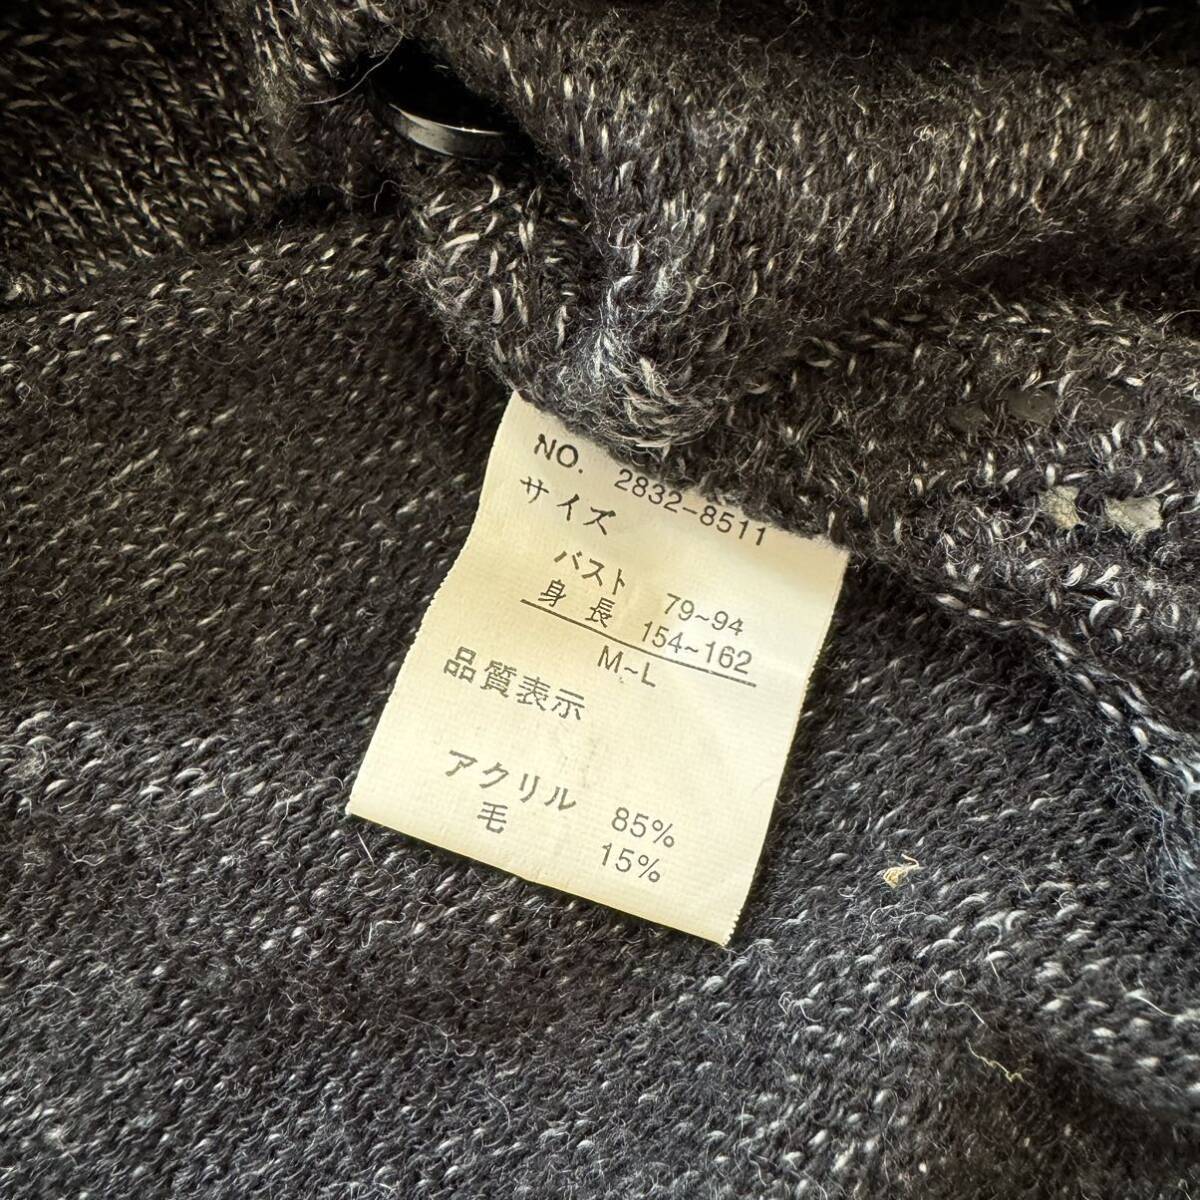 NO. 2832-8511
サイズ
バスト 79~94
身長 154~162
M~L
品質表示
アクリル 85%
毛 15%